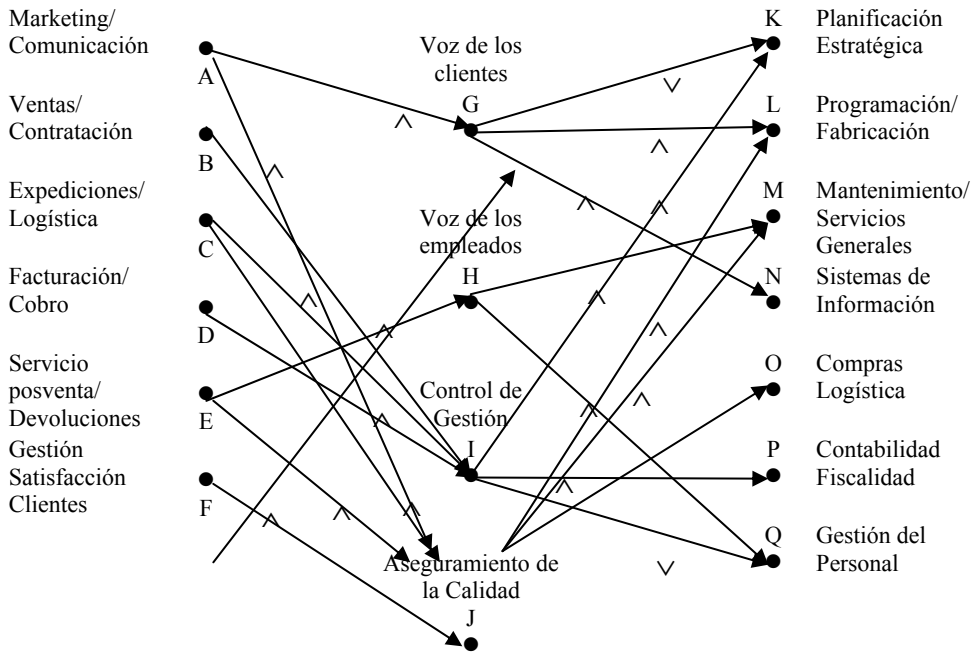 Marketing/
Comunicación
A
Ventas/
Contratación
B
Expediciones/
Logística
C
Facturación/
Cobro
D
Servicio
posventa/
Devoluciones
E
Gestión
Satisfacción
Clientes
F
Voz de los
clientes
G
Voz de los
empleados
H
Control de
Gestión
I
Aseguramiento de
la Calidad
J
K
Planificación
Estratégica
L
Programación/
Fabricación
M
Mantenimiento/
Servicios
Generales
N
Sistemas de
Información
O
Compras
Logística
P
Contabilidad
Fiscalidad
Q
Gestión del
Personal